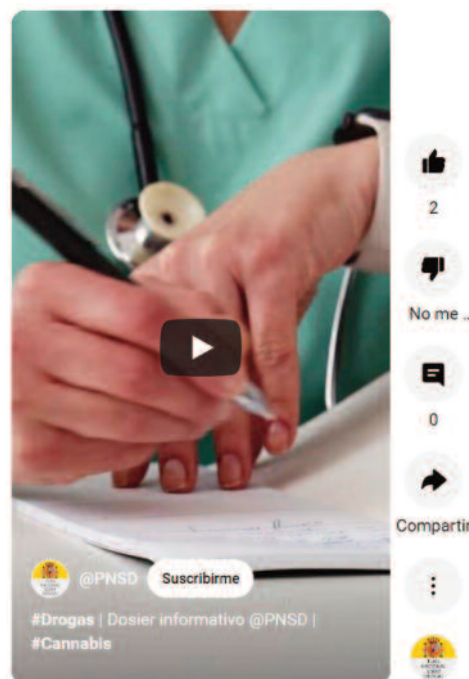 2
No me ...
0
Compartir
@PNSD Suscribirme
#Drogas | Dosier informativo @PNSD |
#Cannabis